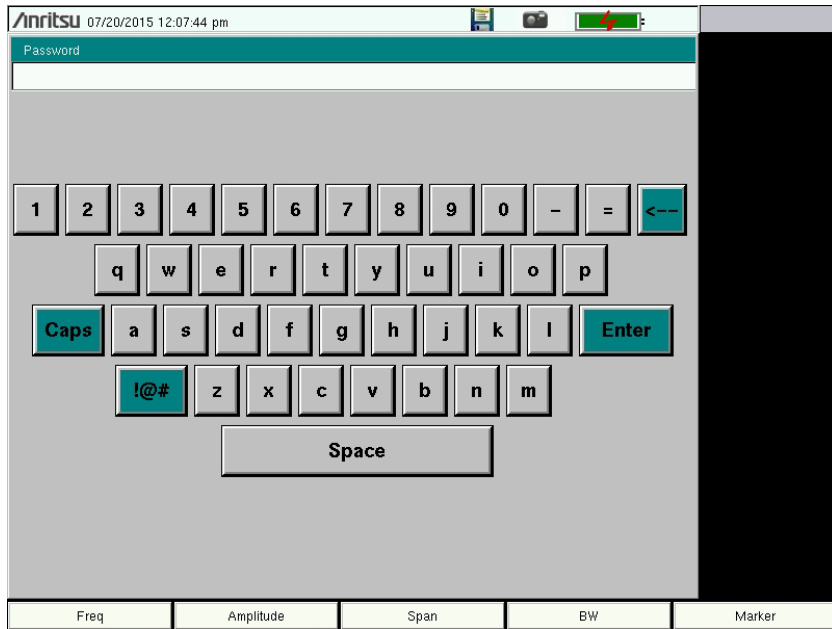 /Inritsu 07/20/2015 12:07:44 pm
Password
1 2 3 4 5 6 7 8 9 0 – = <--
q w e r t y u i o p
Caps a s d f g h j k l Enter
!@# z x c v b n m
Space
Freq Amplitude Span BW Marker